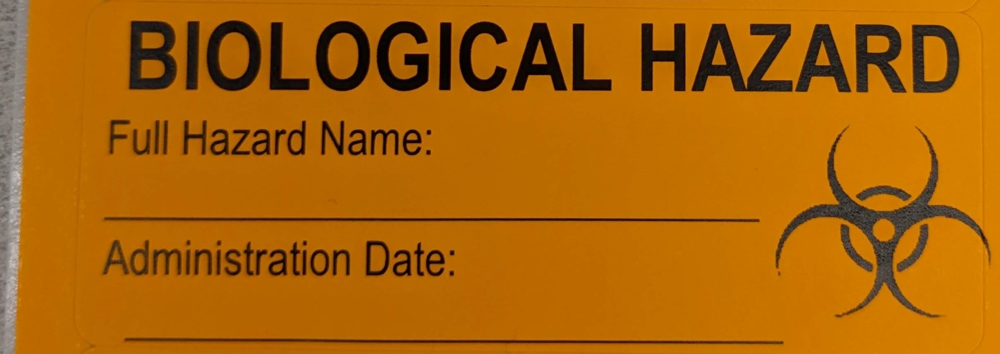 BIOLOGICAL HAZARD
Full Hazard Name:
Administration Date: